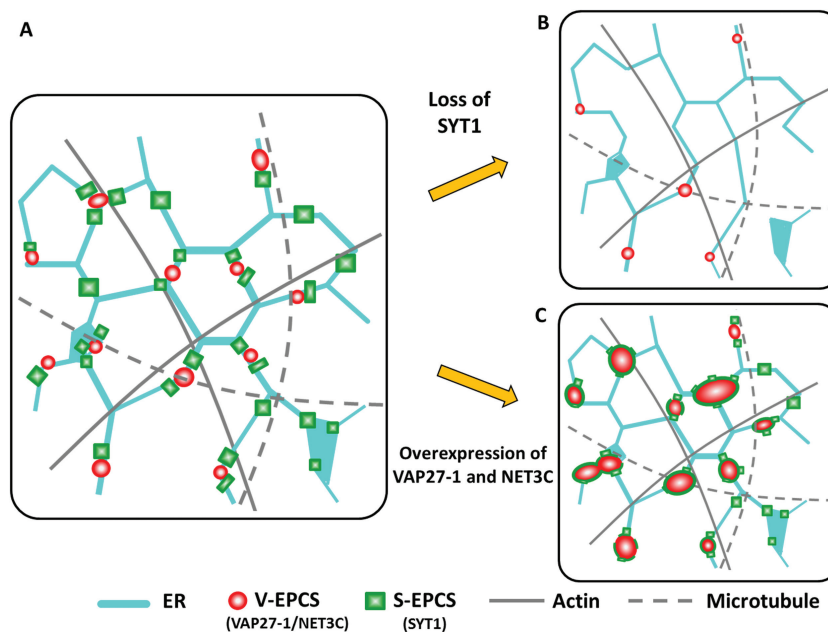 A
B
Loss of
SYT1
C
Overexpression of
VAP27-1 and NET3C
ER
V-EPCS
(VAP27-1/NET3C)
S-EPCS
(SYT1)
Actin
Microtubule